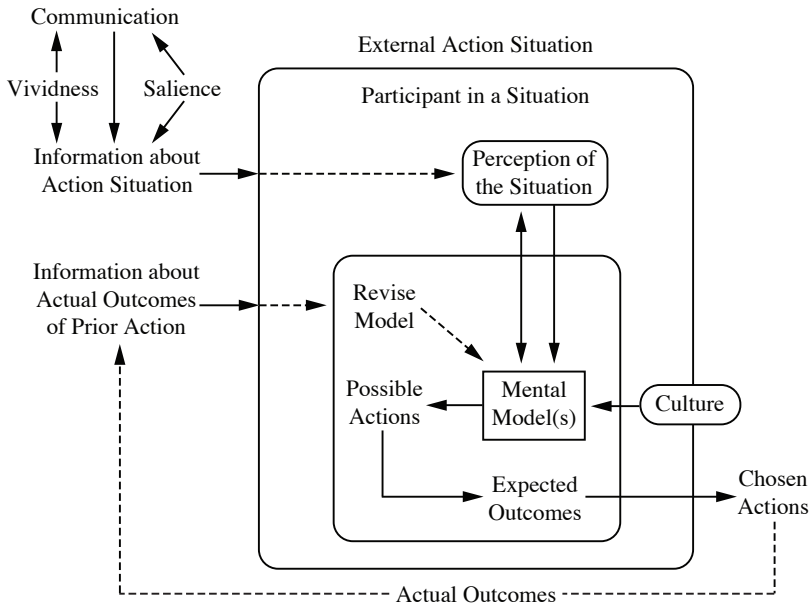 Communication
External Action Situation
Vividness
Salience
Participant in a Situation
Information about
Action Situation
Perception of
the Situation
Information about
Actual Outcomes
of Prior Action
Revise
Model
Possible
Actions
Mental
Model(s)
Culture
Expected
Outcomes
Chosen
Actions
Actual Outcomes